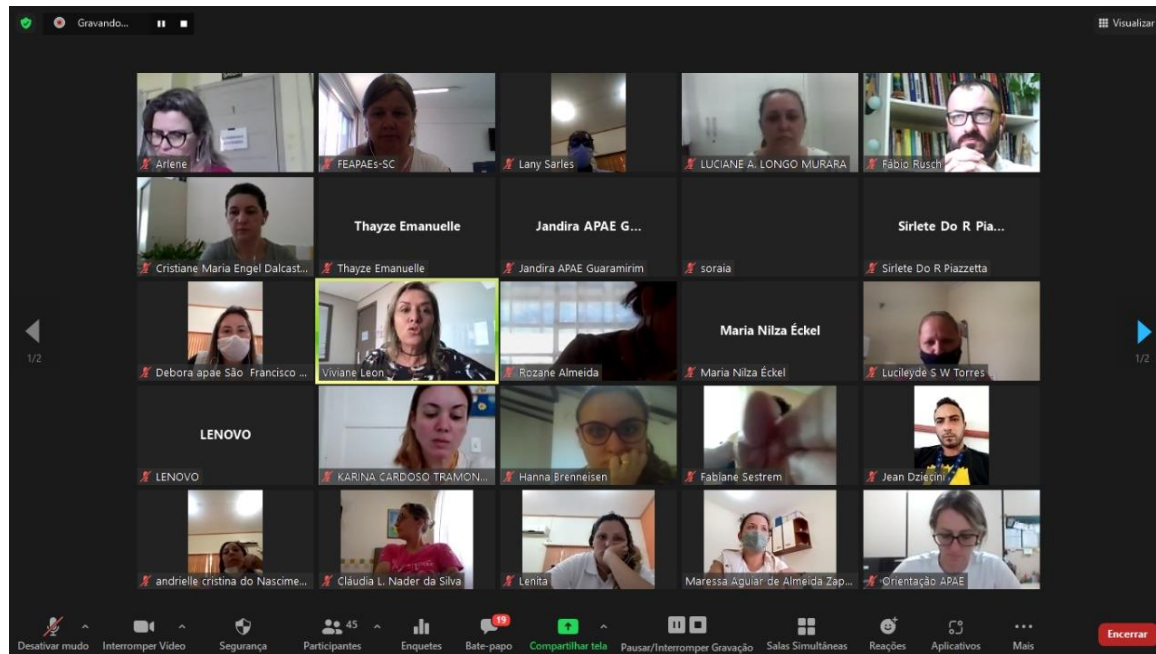 Gravando...
Visualizar
Arlene
FEAPAEs-SC
Lany Sarles
LUCIANE A. LONGO MURARA
Fábio Rusch
Thayze Emanuelle
Jandira APAE G...
Sirlete Do R Pia...
Cristiane Maria Engel Dalcast...
Thayze Emanuelle
Jandira APAE Guaramirim
soraia
Sirlete Do R Piazzetta
Maria Nilza Éckel
1/2
1/2
Debora apae São Francisco ...
Viviane Leon
Rozane Almeida
Maria Nilza Éckel
Lucileyde S W Torres
LENOVO
LENOVO
KARINA CARDOSO TRAMON...
Hanna Brenneisen
Fabiane Sestrem
Jean Dziecini
andrielle cristina do Nascime...
Cláudia L. Nader da Silva
Lenita
Maressa Aguiar de Almeida Zap...
Orientação APAE
45
19
Desativar mudo
Interromper Vídeo
Segurança
Participantes
Enquetes
Bate-papo
Compartilhar tela
Pausar/Interromper Gravação
Salas Simultâneas
Reações
Aplicativos
Mais
Encerrar